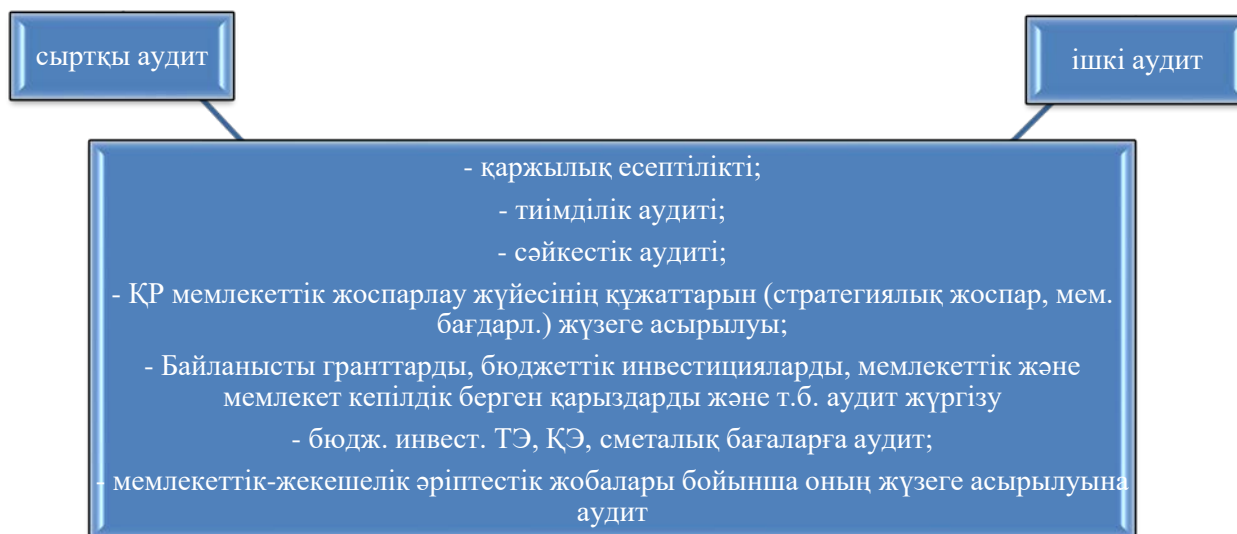 сыртқы аудит
ішкі аудит
- қаржылық есептілікті;
- тиімділік аудиті;
- сәйкестік аудиті;
- ҚР мемлекеттік жоспарлау жүйесінің құжаттарын (стратегиялық жоспар, мем.
бағдарл.) жүзеге асырылуы;
- Байланысты гранттарды, бюджеттік инвестицияларды, мемлекеттік және
мемлекет кепілдік берген қарыздарды және т.б. аудит жүргізу
- бюдж. инвест. ТЭ, ҚЭ, сметалық бағаларға аудит;
- мемлекеттік-жекешелік әріптестік жобалары бойынша оның жүзеге асырылуына
аудит